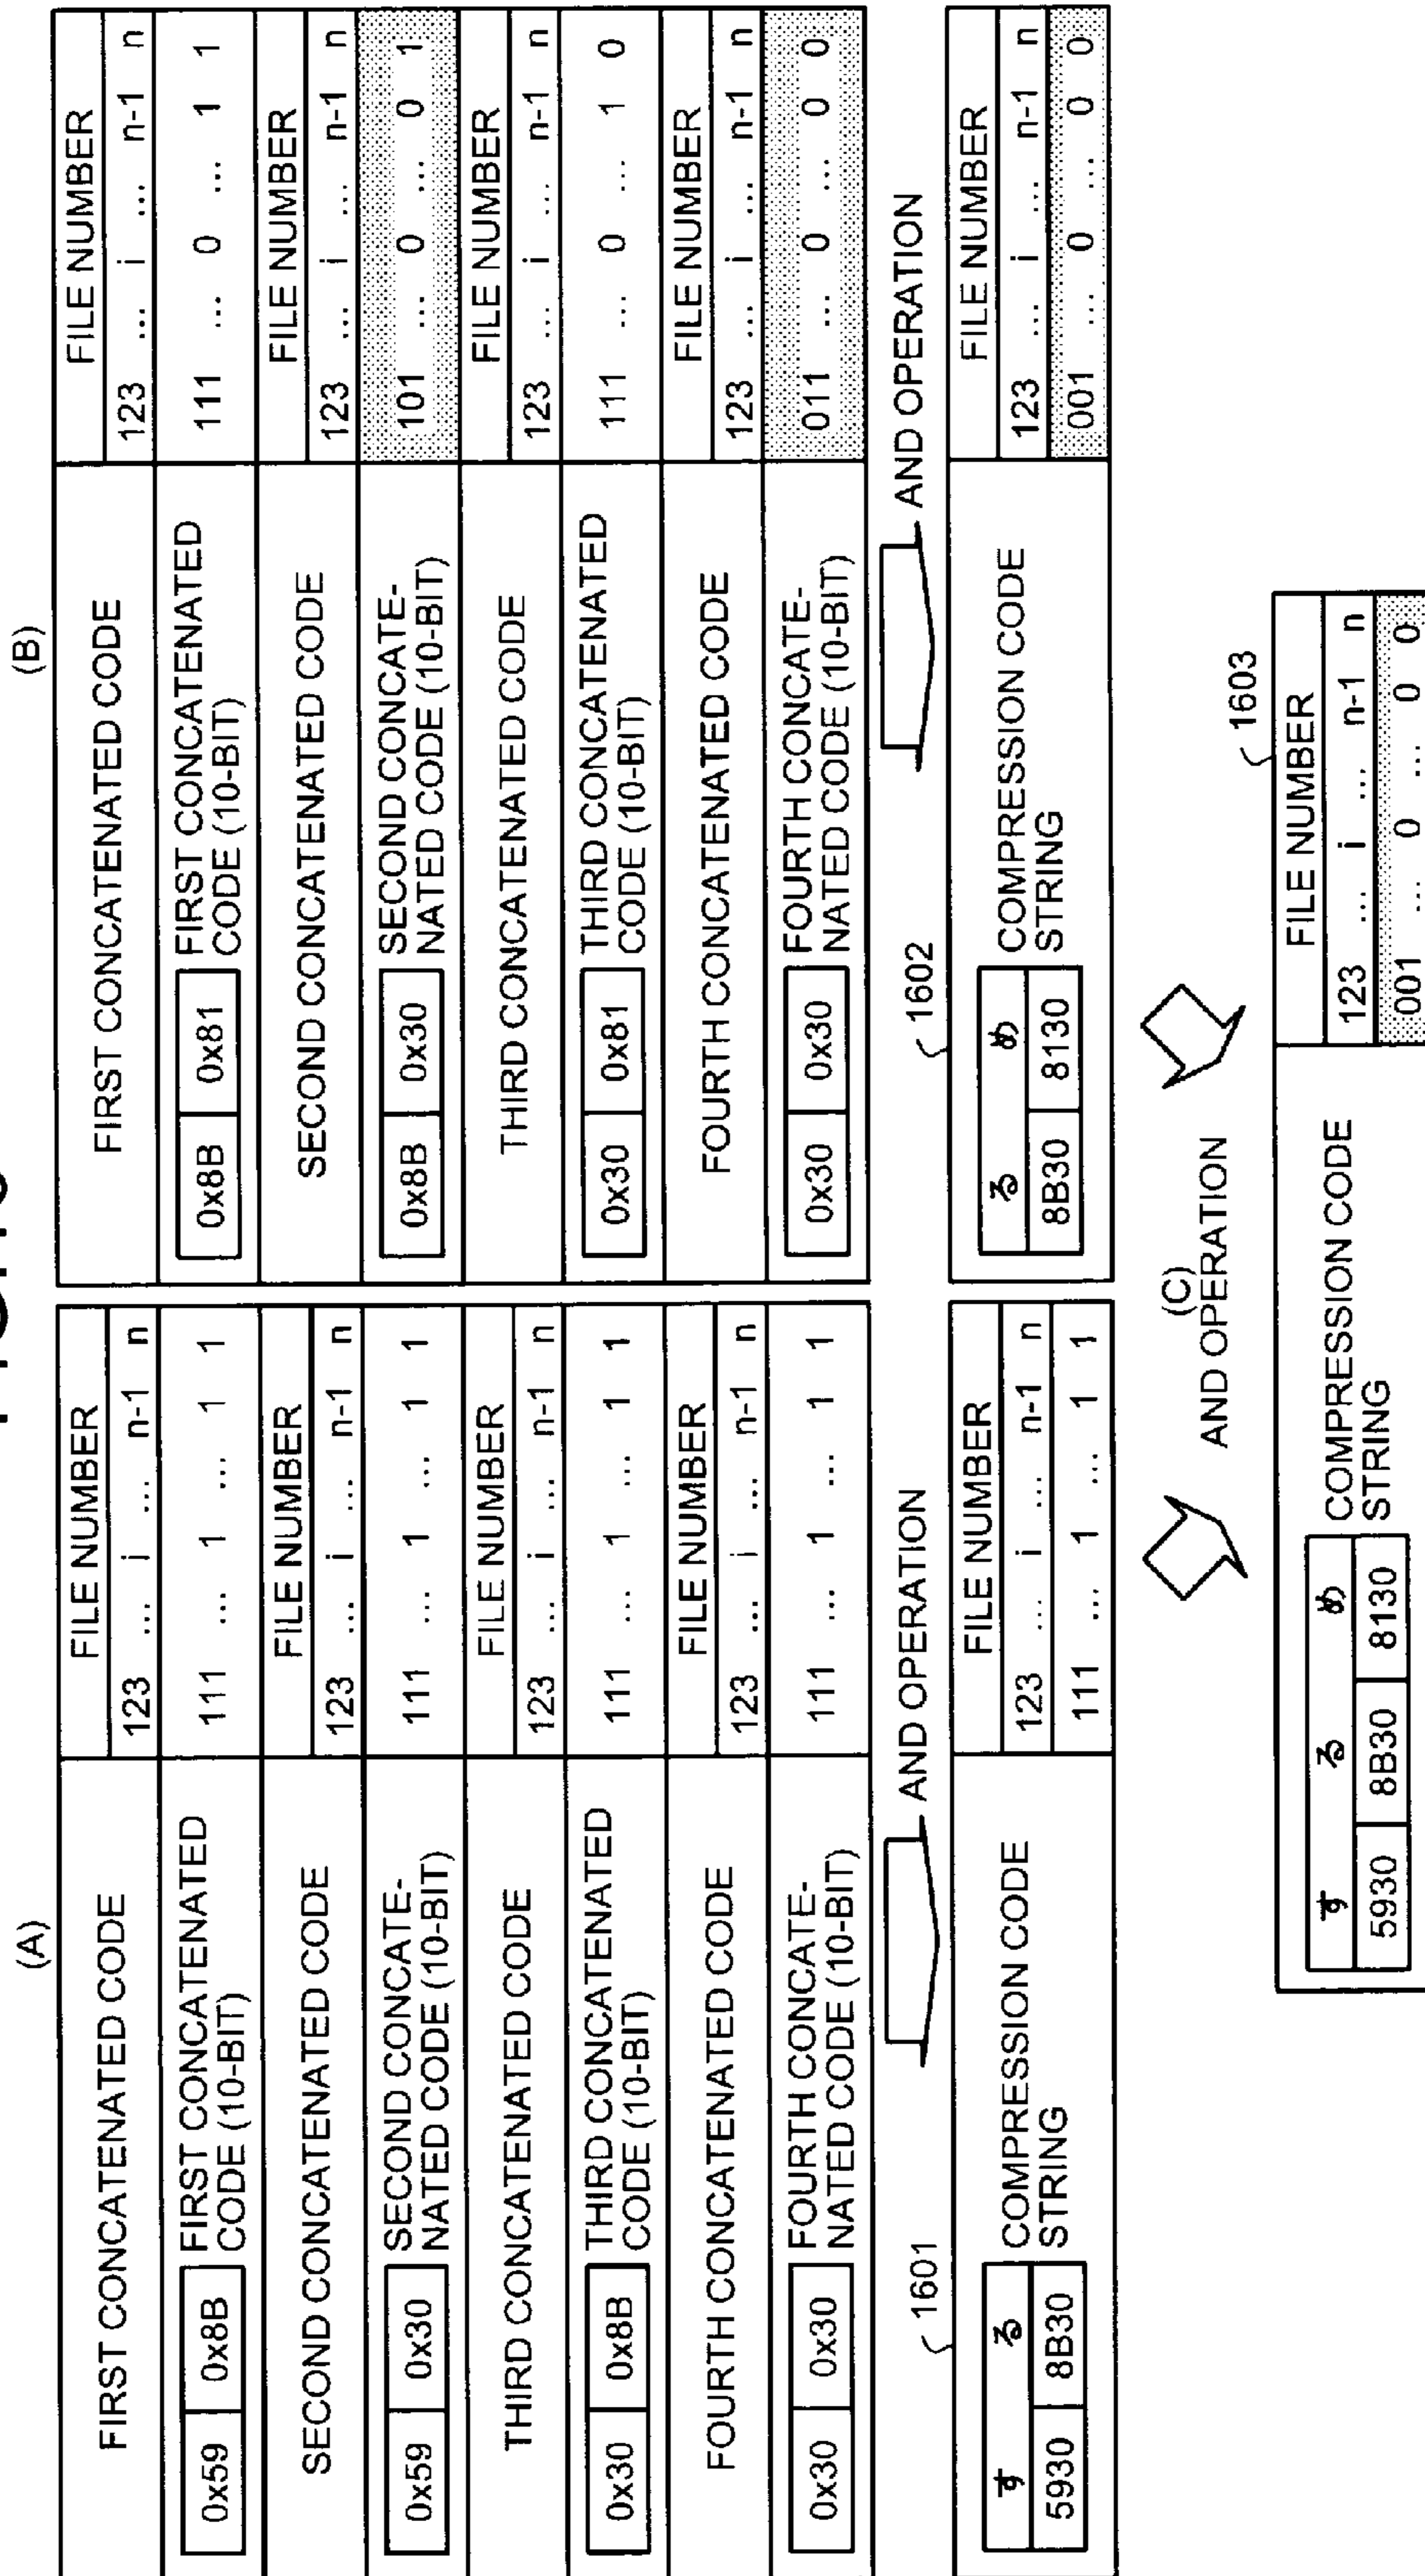 (A)
FIRST CONCATENATED CODE
FILE NUMBER
123 ... i ... n-1 n
0x59 0x8B
FIRST CONCATENATED
CODE (10-BIT)
111 ... 1 ... 1 1
SECOND CONCATENATED CODE
FILE NUMBER
123 ... i ... n-1 n
0x59 0x30
SECOND CONCATE-
NATED CODE (10-BIT)
111 ... 1 ... 1 1
THIRD CONCATENATED CODE
FILE NUMBER
123 ... i ... n-1 n
0x30 0x8B
THIRD CONCATENATED
CODE (10-BIT)
111 ... 1 ... 1 1
FOURTH CONCATENATED CODE
FILE NUMBER
123 ... i ... n-1 n
0x30 0x30
FOURTH CONCATE-
NATED CODE (10-BIT)
111 ... 1 ... 1 1
AND OPERATION
1601
す る
5930 8B30
COMPRESSION CODE
STRING
FILE NUMBER
123 ... i ... n-1 n
111 ... 1 ... 1 1
(B)
FIRST CONCATENATED CODE
FILE NUMBER
123 ... i ... n-1 n
0x8B 0x81
FIRST CONCATENATED
CODE (10-BIT)
111 ... 0 ... 1 1
SECOND CONCATENATED CODE
FILE NUMBER
123 ... i ... n-1 n
0x8B 0x30
SECOND CONCATE-
NATED CODE (10-BIT)
101 ... 0 ... 0 1
THIRD CONCATENATED CODE
FILE NUMBER
123 ... i ... n-1 n
0x30 0x81
THIRD CONCATENATED
CODE (10-BIT)
111 ... 0 ... 1 0
FOURTH CONCATENATED CODE
FILE NUMBER
123 ... i ... n-1 n
0x30 0x30
FOURTH CONCATE-
NATED CODE (10-BIT)
011 ... 0 ... 0 0
AND OPERATION
1602
る め
8B30 8130
COMPRESSION CODE
STRING
FILE NUMBER
123 ... i ... n-1 n
001 ... 0 ... 0 0
(C)
AND OPERATION
1603
す る め
5930 8B30 8130
COMPRESSION CODE
STRING
FILE NUMBER
123 ... i ... n-1 n
001 ... 0 ... 0 0